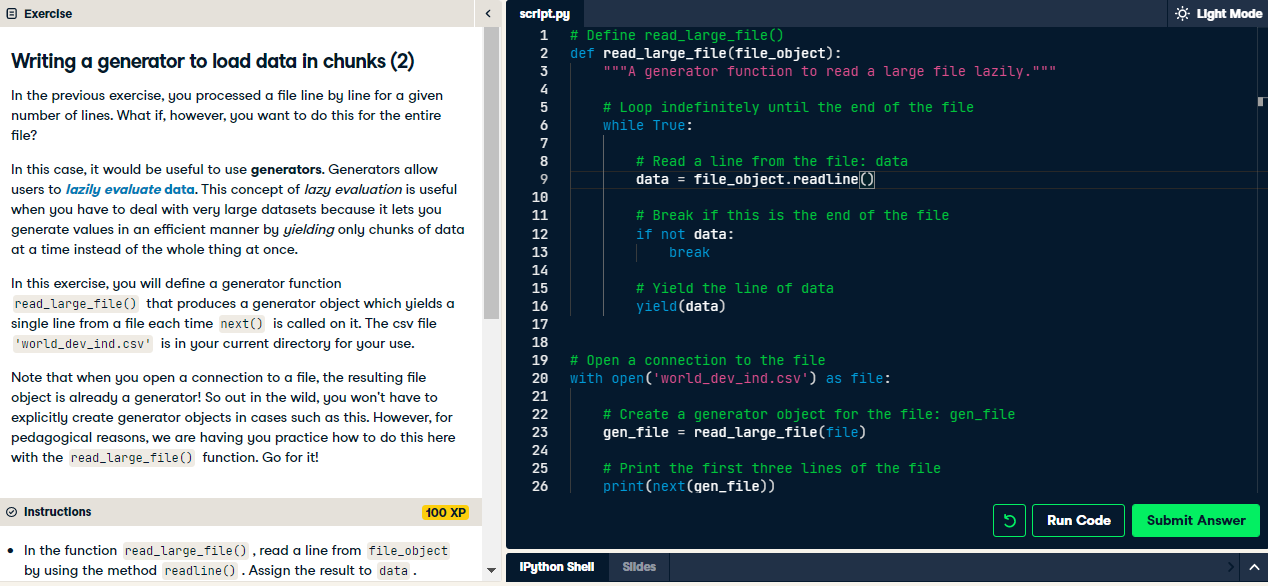 Exercise
Writing a generator to load data in chunks (2)
In the previous exercise, you processed a file line by line for a given
number of lines. What if, however, you want to do this for the entire
file?
In this case, it would be useful to use generators. Generators allow
users to lazily evaluate data. This concept of lazy evaluation is useful
when you have to deal with very large datasets because it lets you
generate values in an efficient manner by yielding only chunks of data
at a time instead of the whole thing at once.
In this exercise, you will define a generator function
read_large_file() that produces a generator object which yields a
single line from a file each time next() is called on it. The csv file
'world_dev_ind.csv' is in your current directory for your use.
Note that when you open a connection to a file, the resulting file
object is already a generator! So out in the wild, you won't have to
explicitly create generator objects in cases such as this. However, for
pedagogical reasons, we are having you practice how to do this here
with the read_large_file() function. Go for it!
Instructions
100 XP
• In the function read_large_file(), read a line from file_object
by using the method readline(). Assign the result to data.
script.py
Light Mode
1 # Define read_large_file()
2 def read_large_file(file_object):
3 """A generator function to read a large file lazily."""
4
5 # Loop indefinitely until the end of the file
6 while True:
7
8 # Read a line from the file: data
9 data = file_object.readline()
10
11 # Break if this is the end of the file
12 if not data:
13 break
14
15 # Yield the line of data
16 yield(data)
17
18
19 # Open a connection to the file
20 with open('world_dev_ind.csv') as file:
21
22 # Create a generator object for the file: gen_file
23 gen_file = read_large_file(file)
24
25 # Print the first three lines of the file
26 print(next(gen_file))
Run Code
Submit Answer
IPython Shell
Slides